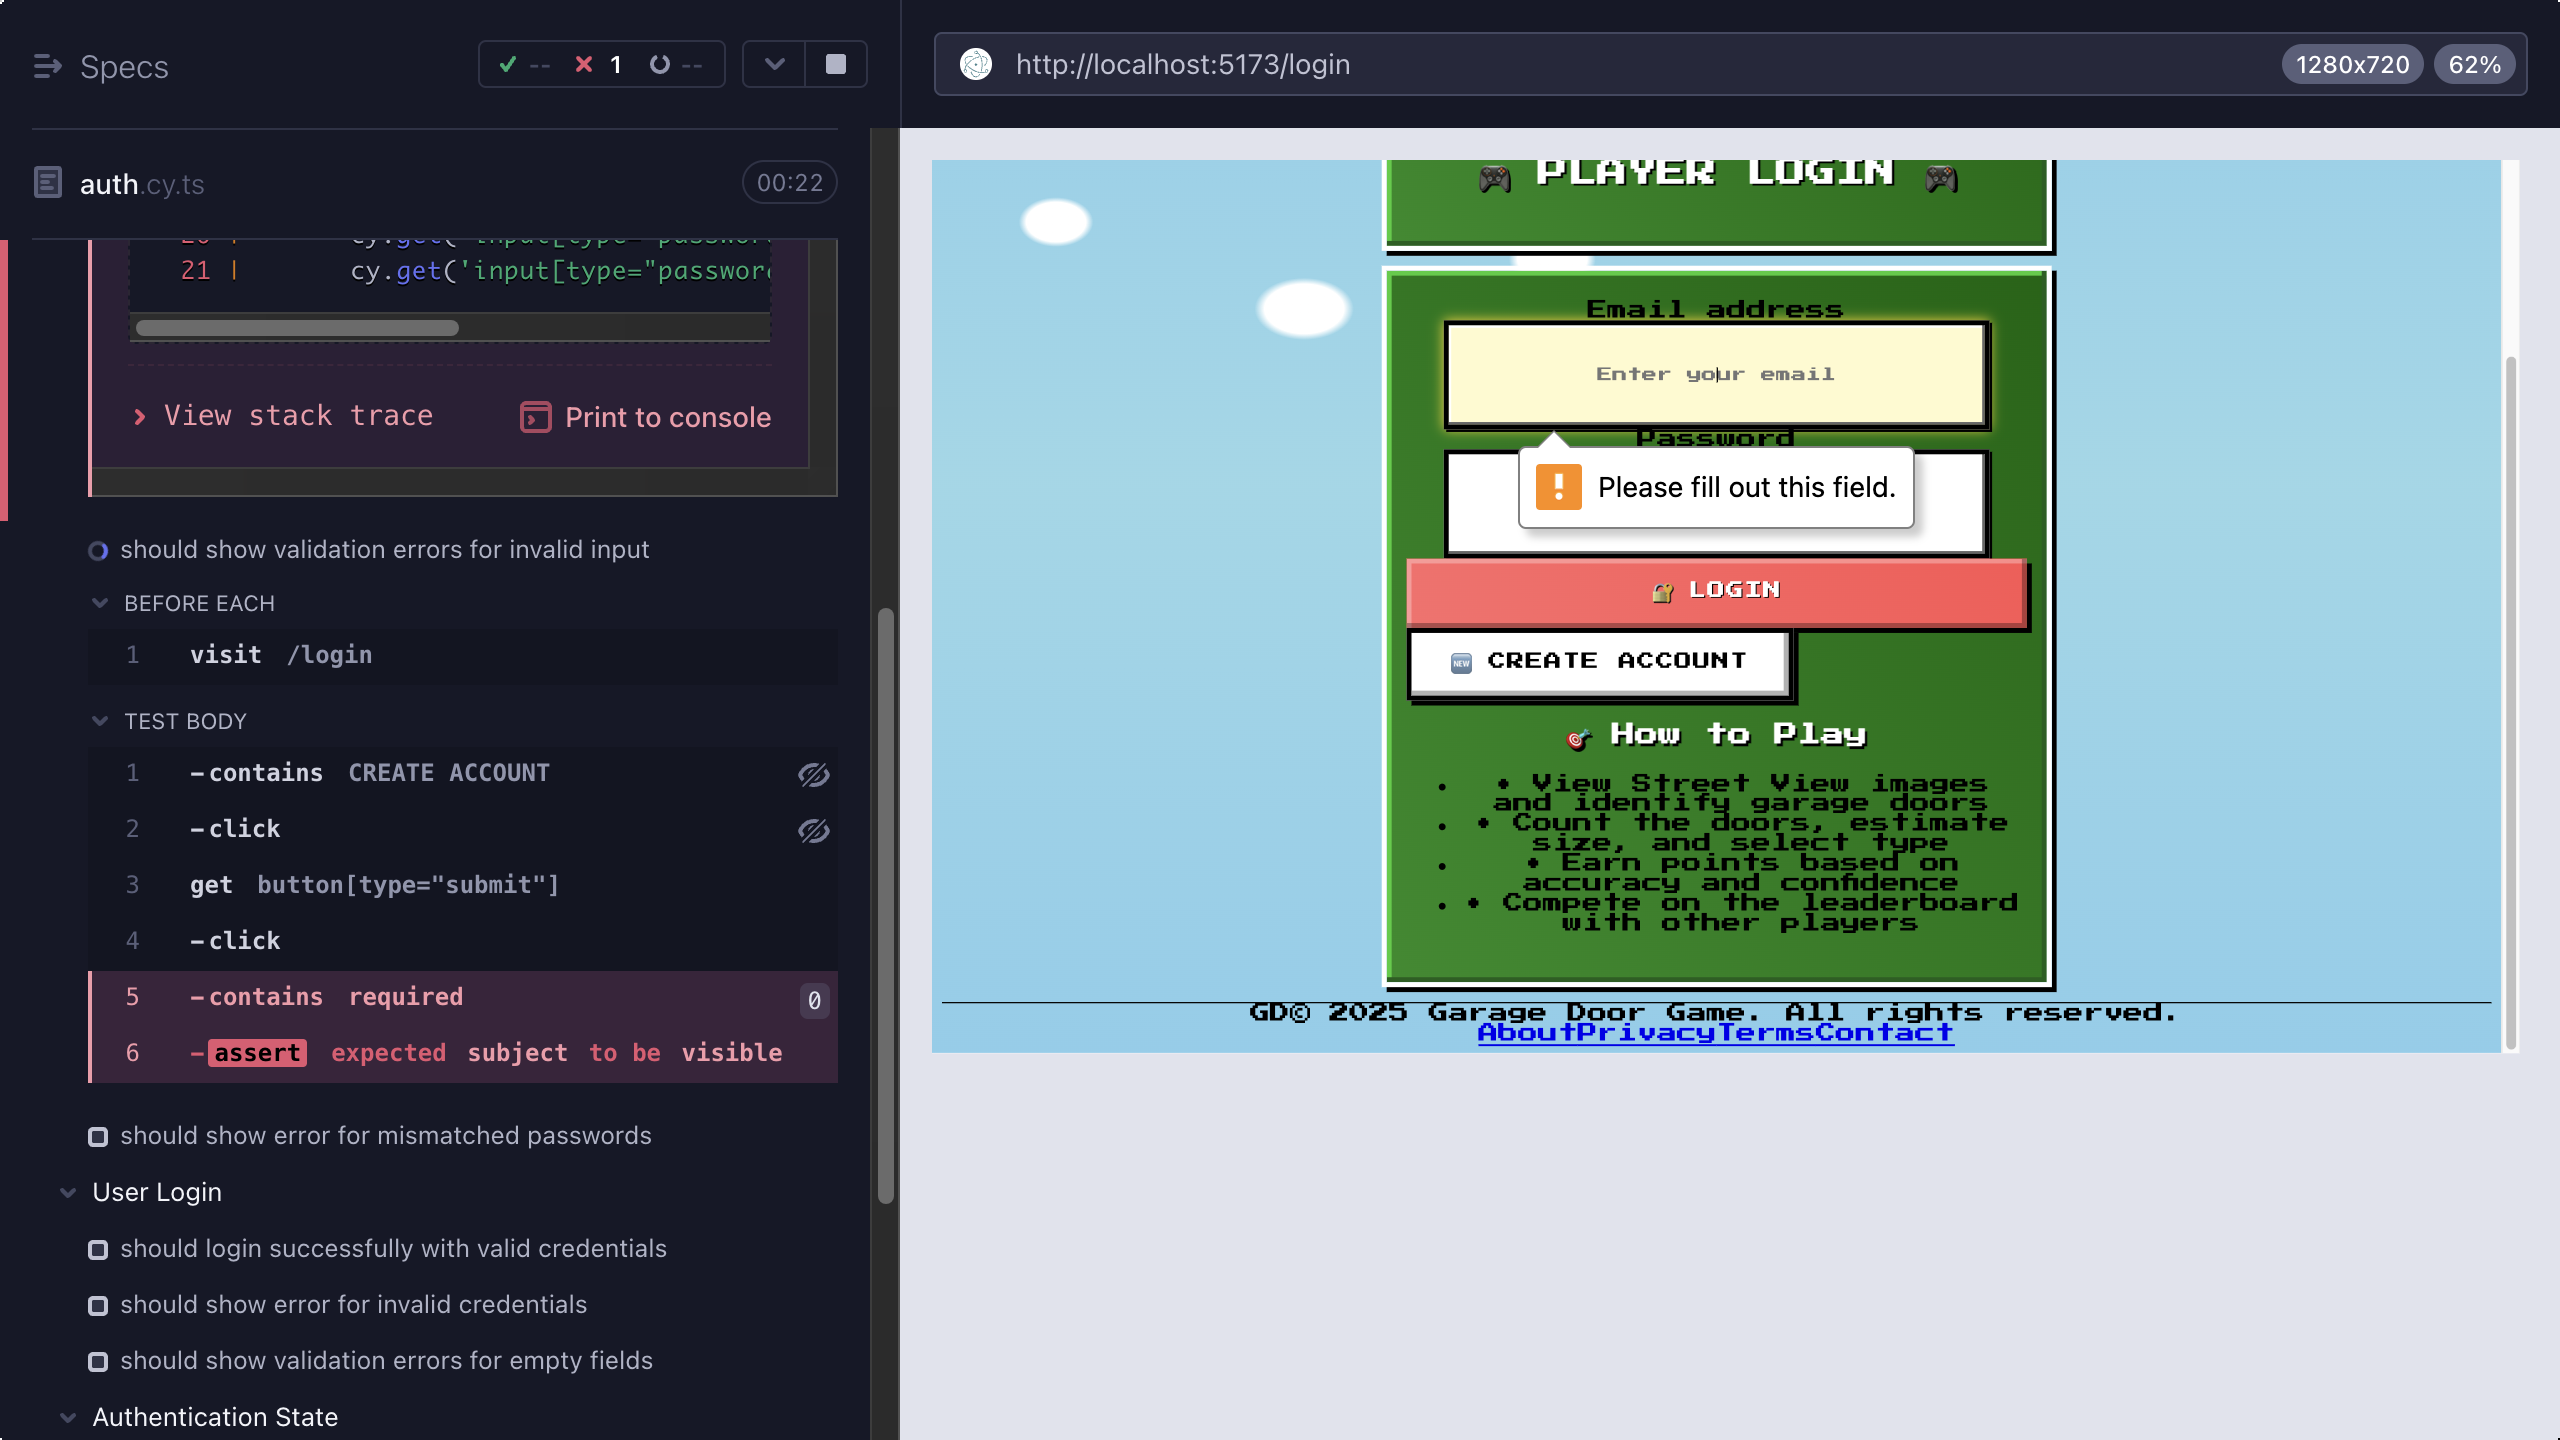 Specs
-- 1 --
auth.cy.ts
00:22
21 | cy.get('input[type="passwor
View stack trace
Print to console
should show validation errors for invalid input
BEFORE EACH
1 visit /login
TEST BODY
1 -contains CREATE ACCOUNT
2 -click
3 get button[type="submit"]
4 -click
5 -contains required 0
6 -assert expected subject to be visible
should show error for mismatched passwords
User Login
should login successfully with valid credentials
should show error for invalid credentials
should show validation errors for empty fields
Authentication State
http://localhost:5173/login
1280x720
62%
PLAYER LOGIN
Email address
Enter your email
Password
Please fill out this field.
LOGIN
NEW CREATE ACCOUNT
How to Play
• • View Street View images
and identify garage doors
• • Count the doors, estimate
size, and select type
• • Earn points based on
accuracy and confidence
• • Compete on the leaderboard
with other players
GD© 2025 Garage Door Game. All rights reserved.
AboutPrivacyTermsContact